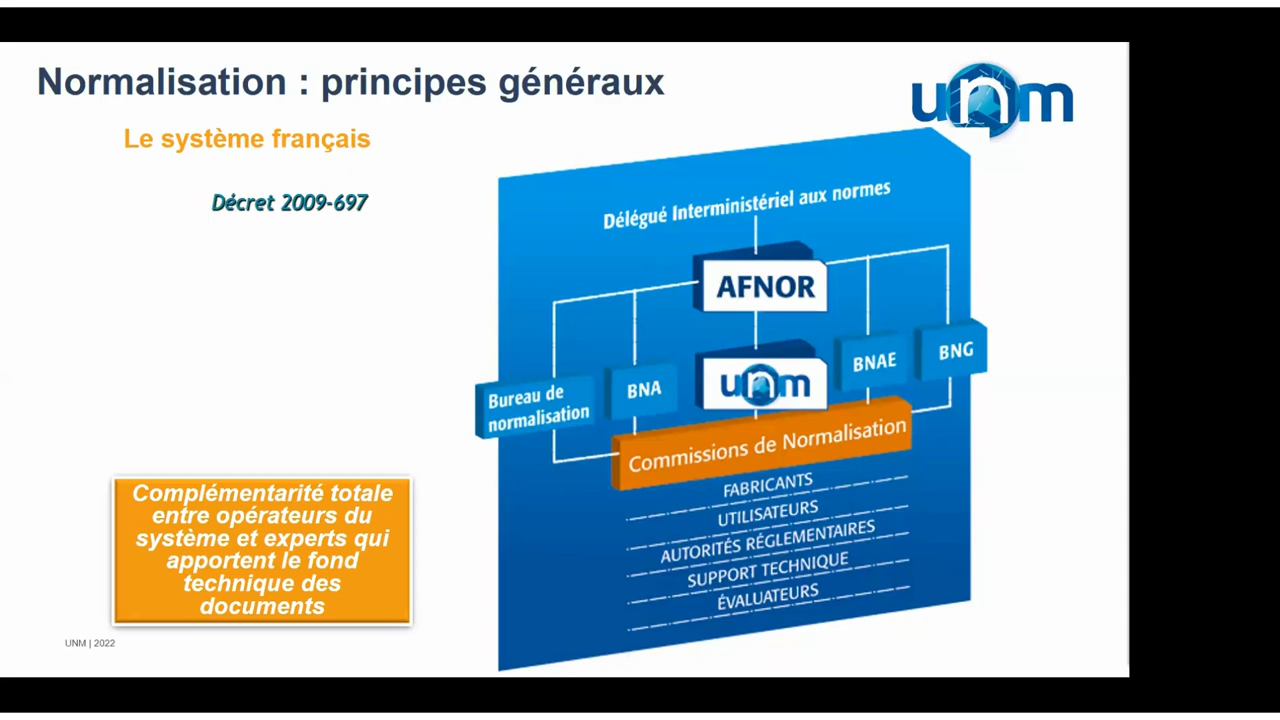 Normalisation : principes généraux
unm
Le système français
Décret 2009-697
Délégué Interministériel aux normes
AFNOR
Bureau de
normalisation
BNA
unm
BNAE
BNG
Commissions de Normalisation
FABRICANTS
UTILISATEURS
AUTORITÉS RÉGLEMENTAIRES
SUPPORT TECHNIQUE
ÉVALUATEURS
Complémentarité totale
entre opérateurs du
système et experts qui
apportent le fond
technique des
documents
UNM | 2022